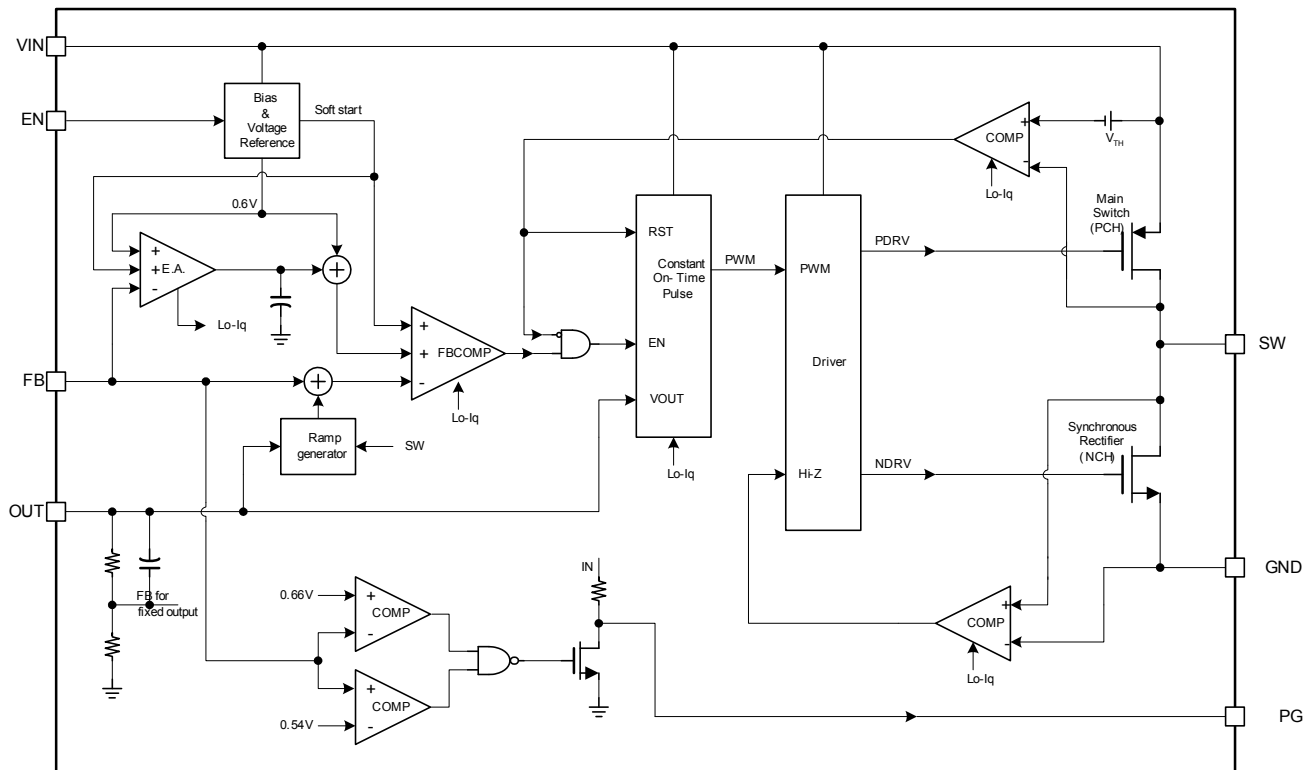 VIN
EN
Bias
&
Voltage
Reference
Soft start
0.6V
+
+ E.A.
-
Lo-Iq
+
+
+ FBCOMP
-
Lo-Iq
FB
+
Ramp
generator
SW
OUT
FB for
fixed output
0.66V
+
COMP
-
+
COMP
0.54V
-
IN
RST
Constant
On- Time
Pulse
EN
VOUT
Lo-Iq
PWM
PWM
Driver
Hi-Z
PDRV
NDRV
COMP
+
-
VTH
Lo-Iq
Main
Switch
(PCH)
SW
Synchronous
Rectifier
(NCH)
GND
+
COMP
-
Lo-Iq
PG